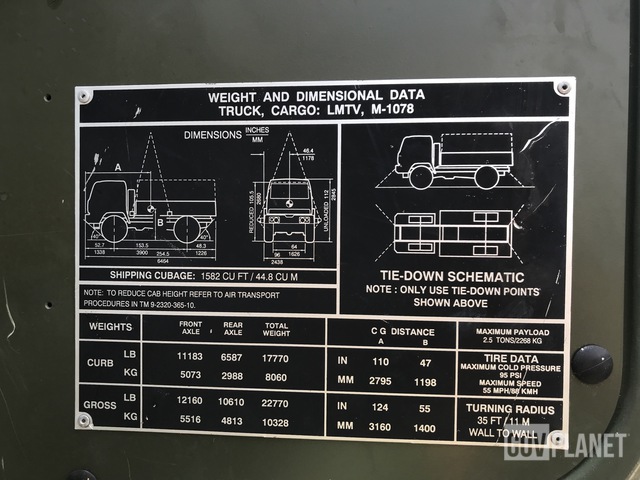 WEIGHT AND DIMENSIONAL DATA
TRUCK, CARGO: LMTV, M-1078
DIMENSIONS INCHES
MM
A
B
40°
40°
52.7
1338
153.5
3900
48.3
1226
254.5
6464
46.4
1178
REDUCED 105.5
2680
UNLOADED 112
2845
64
1626
96
2438
SHIPPING CUBAGE: 1582 CU FT / 44.8 CU M
NOTE: TO REDUCE CAB HEIGHT REFER TO AIR TRANSPORT
PROCEDURES IN TM 9-2320-365-10.
TIE-DOWN SCHEMATIC
NOTE : ONLY USE TIE-DOWN POINTS
SHOWN ABOVE
WEIGHTS FRONT AXLE REAR AXLE TOTAL WEIGHT
CURB LB 11183 6587 17770
KG 5073 2988 8060
GROSS LB 12160 10610 22770
KG 5516 4813 10328
C G DISTANCE
A B
IN 110 47
MM 2795 1198
IN 124 55
MM 3160 1400
MAXIMUM PAYLOAD
2.5 TONS/2268 KG
TIRE DATA
MAXIMUM COLD PRESSURE
95 PSI /
MAXIMUM SPEED
55 MPH/88 KMH
TURNING RADIUS
35 FT / 11 M
WALL TO WALL
GOVPLANET